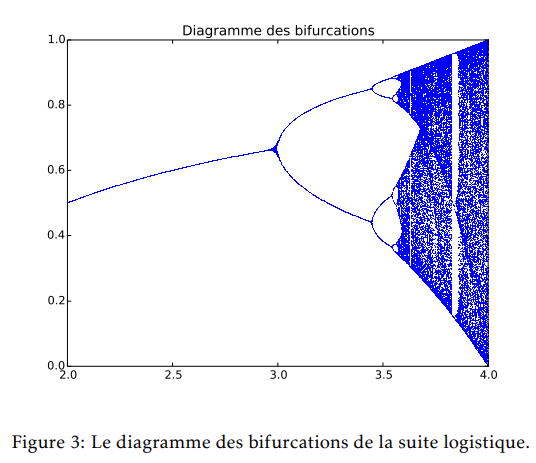 Diagramme des bifurcations
1.0
0.8
0.6
0.4
0.2
0.0
2.0 2.5 3.0 3.5 4.0
Figure 3: Le diagramme des bifurcations de la suite logistique.